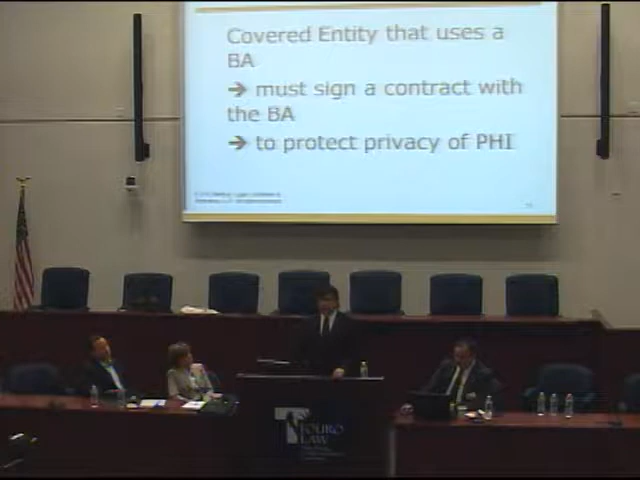 Covered Entity that uses a
BA
→ must sign a contract with
the BA
→ to protect privacy of PHI
TOURO
LAW